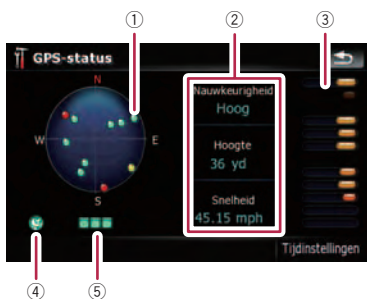 ① ② ③
GPS-status
N
W E
S
Nauwkeurigheid
Hoog
Hoogte
36 yd
Snelheid
45.15 mph
Tijdinstellingen
④ ⑤